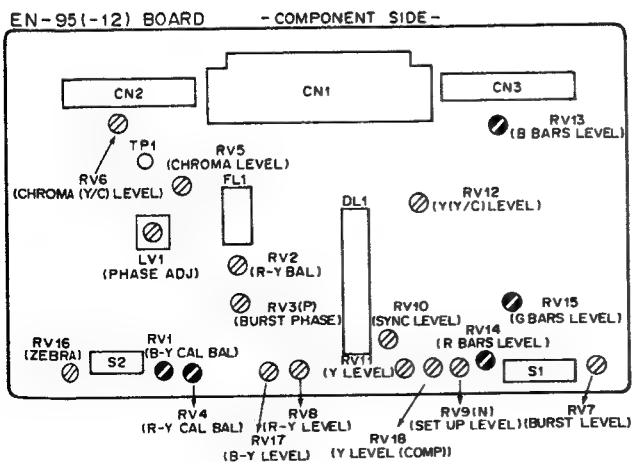 EN-95(-12) BOARD -COMPONENT SIDE-
CN2
CN1
CN3
RV13
(B BARS LEVEL)
TP1
RV5
(CHROMA LEVEL)
RV6
(CHROMA (Y/C) LEVEL)
FL1
DL1
RV12
(Y(Y/C) LEVEL)
LV1
(PHASE ADJ)
RV2
(R-Y BAL)
RV3(P)
(BURST PHASE)
RV10
(SYNC LEVEL)
RV15
(G BARS LEVEL)
RV14
(R BARS LEVEL)
RV16
(ZEBRA)
S2
RV1
(B-Y CAL BAL)
RV11
(Y LEVEL)
S1
RV4
(R-Y CAL BAL)
RV17
(B-Y LEVEL)
RV8
(R-Y LEVEL)
RV18
(Y LEVEL (COMP))
RV9(N)
(SET UP LEVEL)
RV7
(BURST LEVEL)